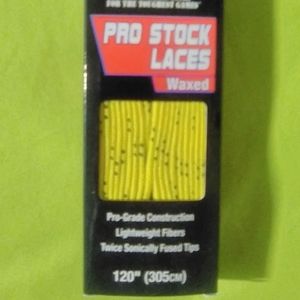 FOR THE TOUGHEST GAMES
PRO STOCK
LACES
Waxed
Pro-Grade Construction
Lightweight Fibers
Twice Sonically Fused Tips
120" (305CM)